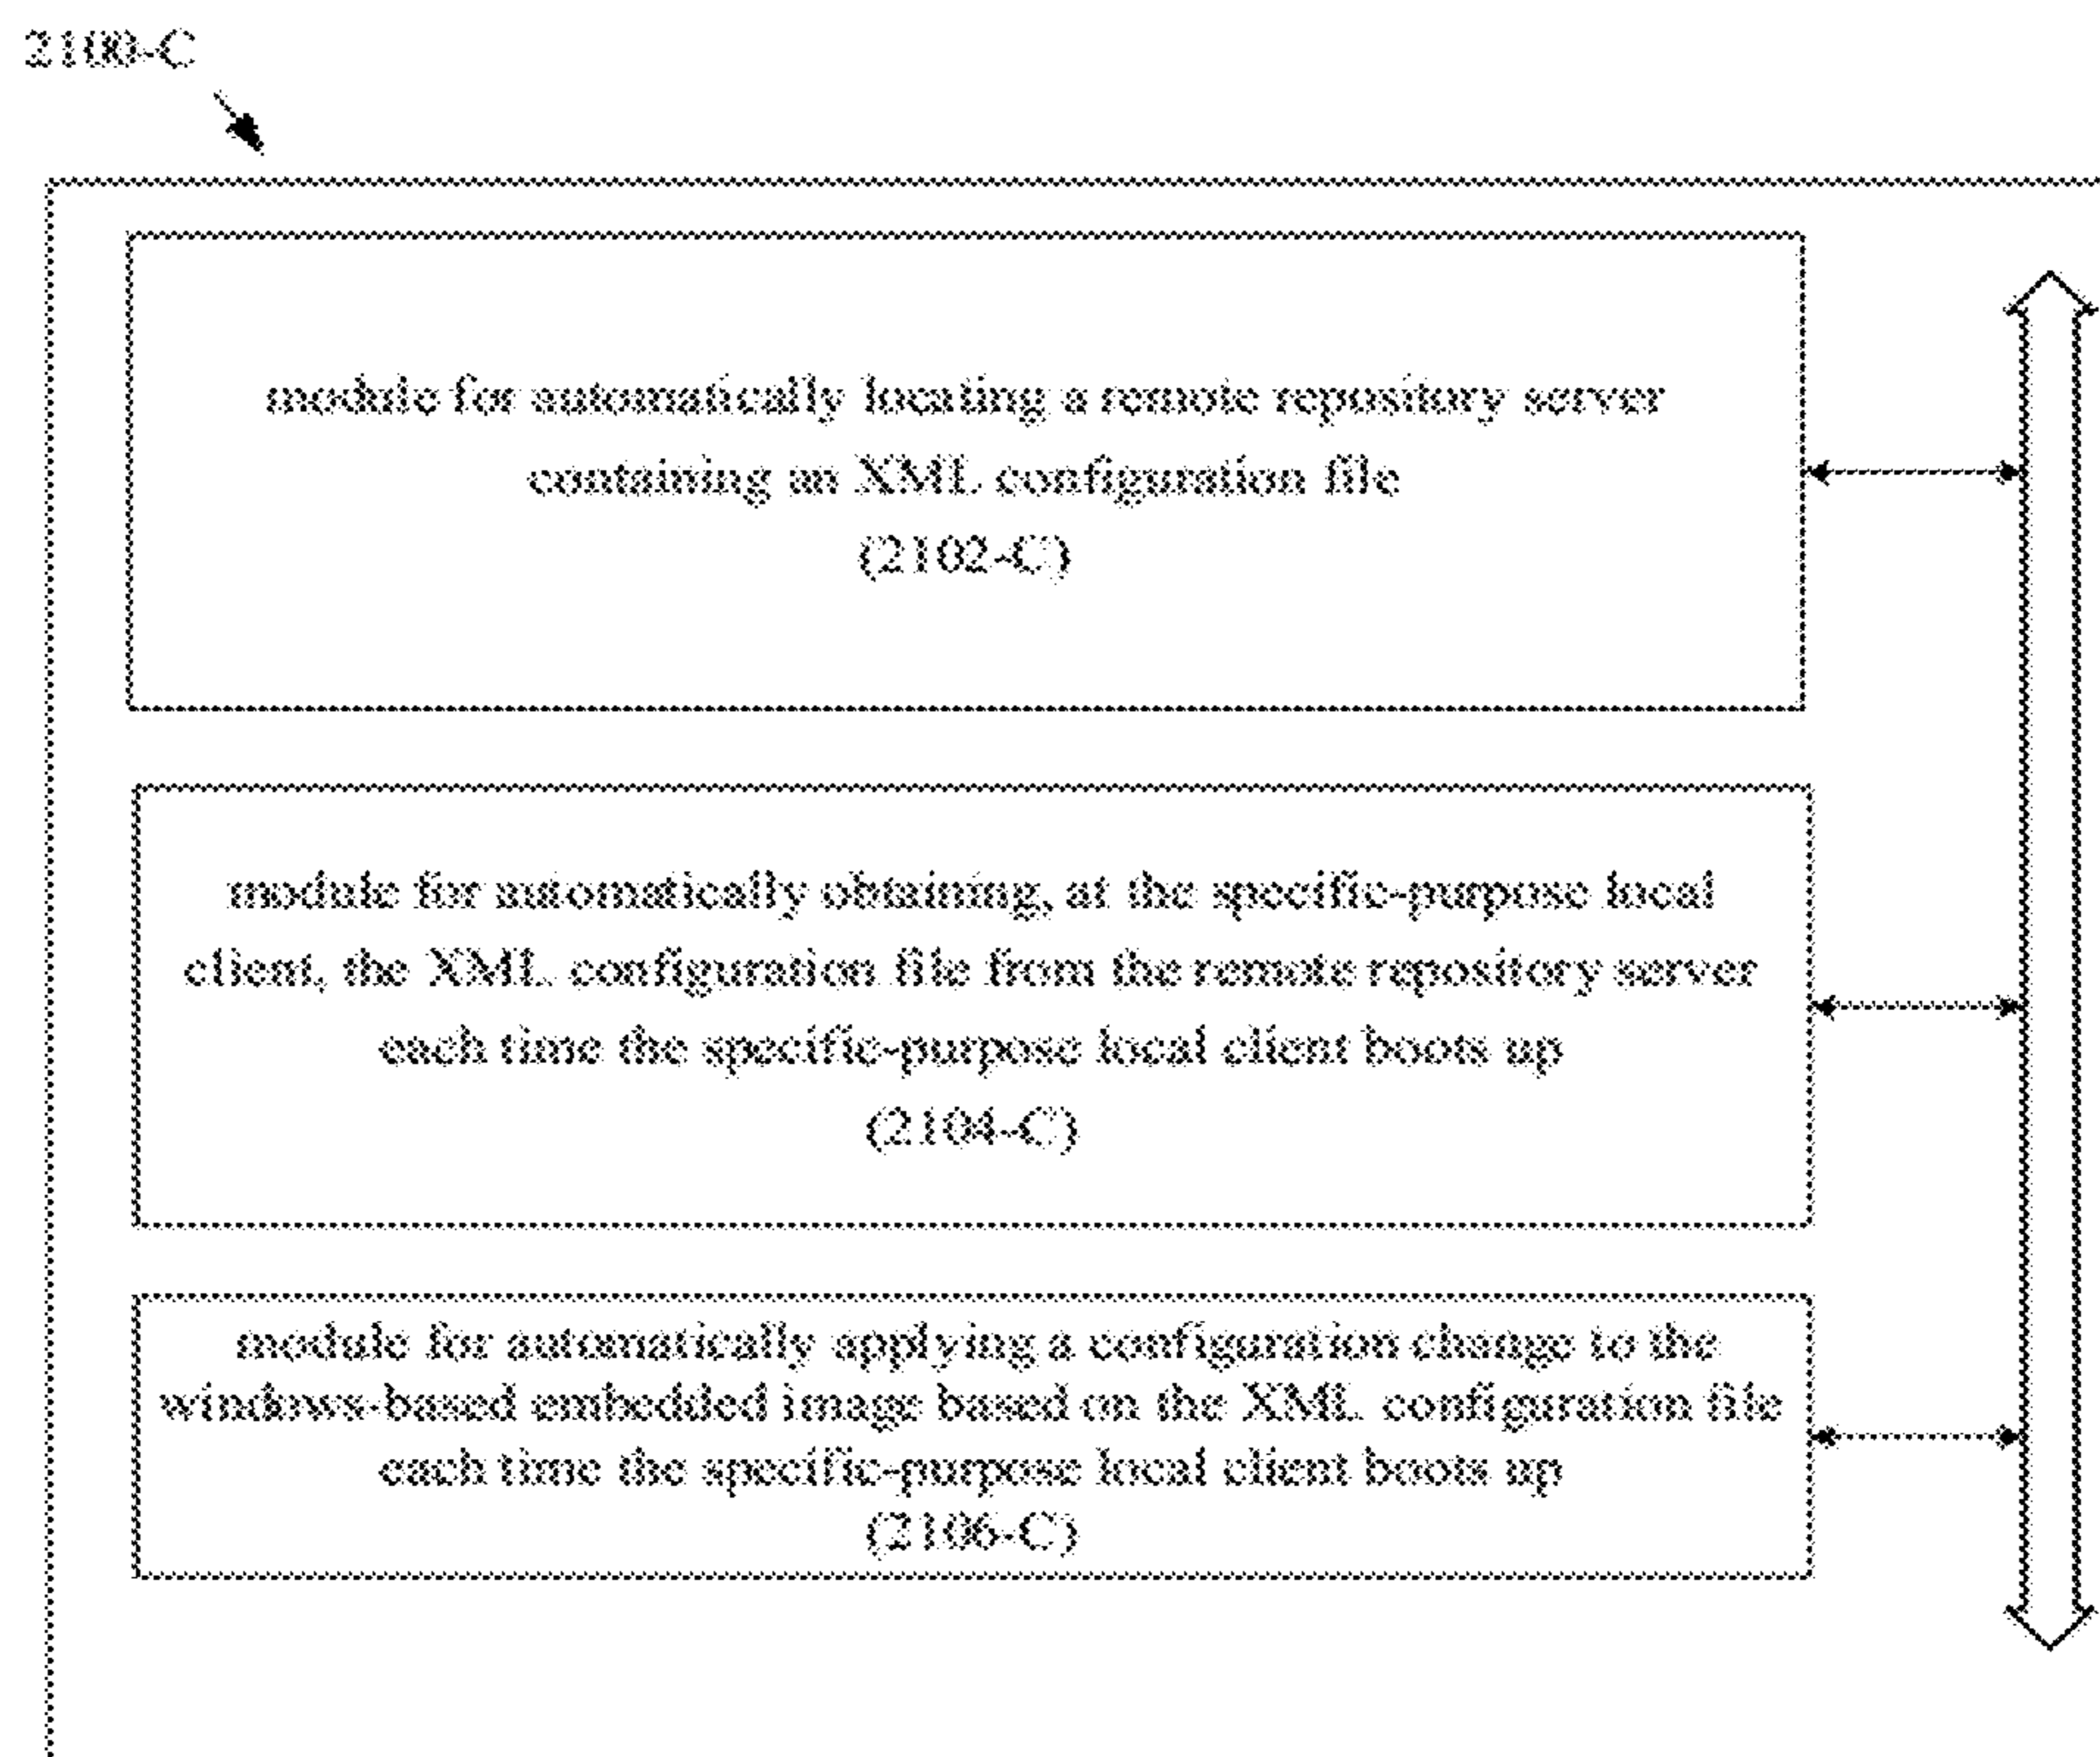 2100-C
module for automatically locating a remote repository server
containing an XML configuration file
(2102-C)
module for automatically obtaining, at the specific-purpose local
client, the XML configuration file from the remote repository server
each time the specific-purpose local client boots up
(2104-C)
module for automatically applying a configuration change to the
windows-based embedded image based on the XML configuration file
each time the specific-purpose local client boots up
(2106-C)